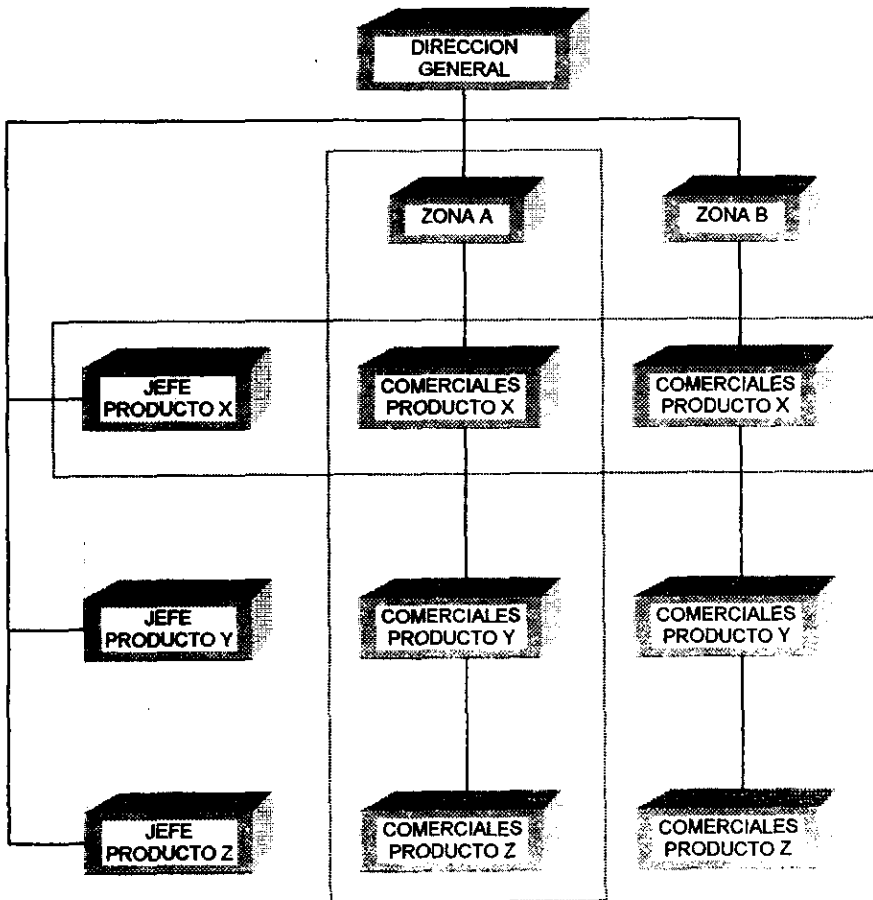 DIRECCION
GENERAL
ZONA A
ZONA B
JEFE
PRODUCTO X
COMERCIALES
PRODUCTO X
COMERCIALES
PRODUCTO X
JEFE
PRODUCTO Y
COMERCIALES
PRODUCTO Y
COMERCIALES
PRODUCTO Y
JEFE
PRODUCTO Z
COMERCIALES
PRODUCTO Z
COMERCIALES
PRODUCTO Z